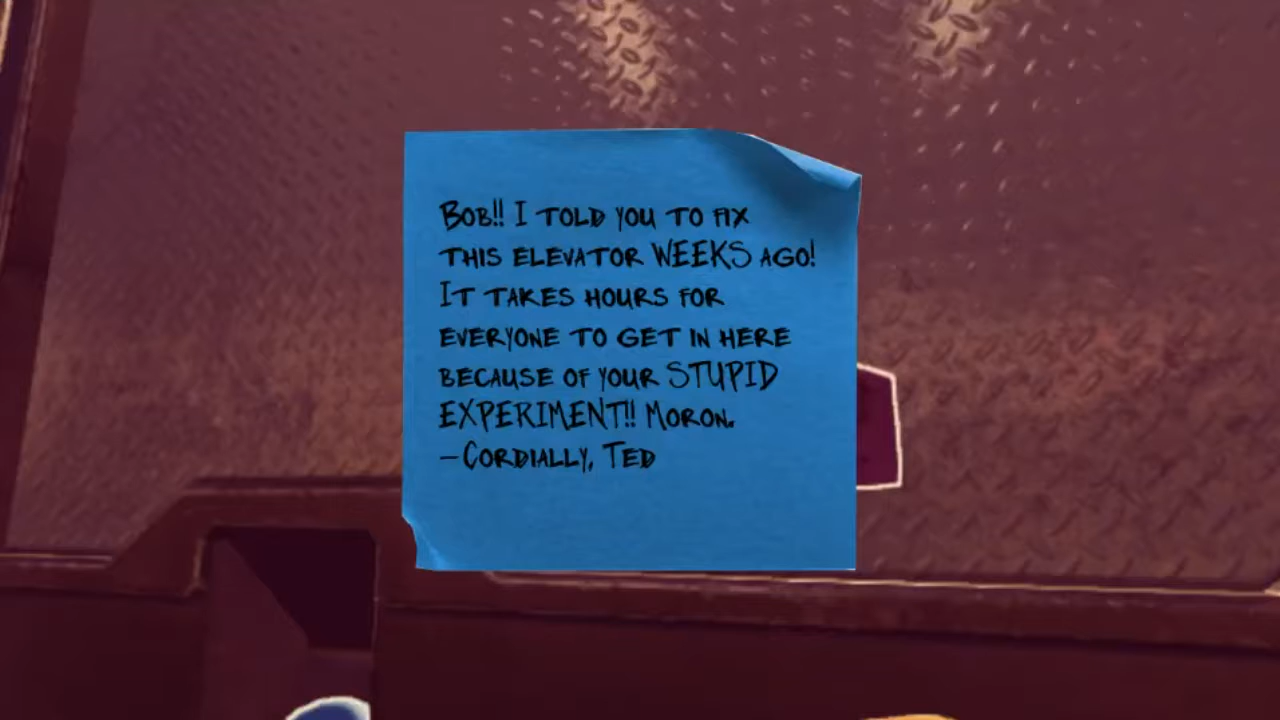 Bob!! I told you to fix
this elevator WEEKS ago!
It takes hours for
everyone to get in here
because of your STUPID
EXPERIMENT!! Moron.
–Cordially, Ted